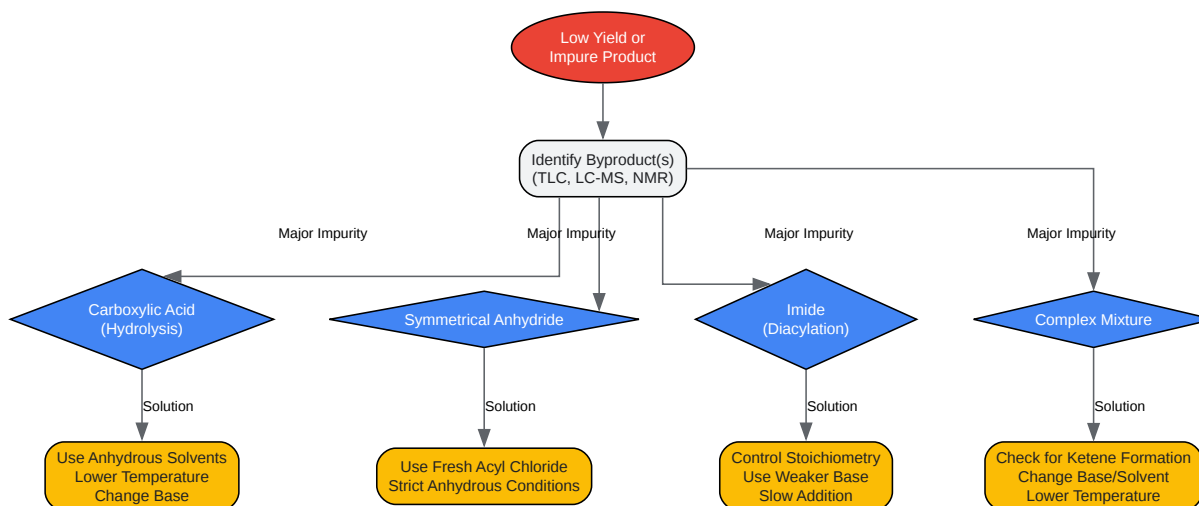 Low Yield or
Impure Product
Identify Byproduct(s)
(TLC, LC-MS, NMR)
Major Impurity
Major Impurity
Major Impurity
Major Impurity
Carboxylic Acid
(Hydrolysis)
Symmetrical Anhydride
Imide
(Diacylation)
Complex Mixture
Solution
Solution
Solution
Solution
Use Anhydrous Solvents
Lower Temperature
Change Base
Use Fresh Acyl Chloride
Strict Anhydrous Conditions
Control Stoichiometry
Use Weaker Base
Slow Addition
Check for Ketene Formation
Change Base/Solvent
Lower Temperature